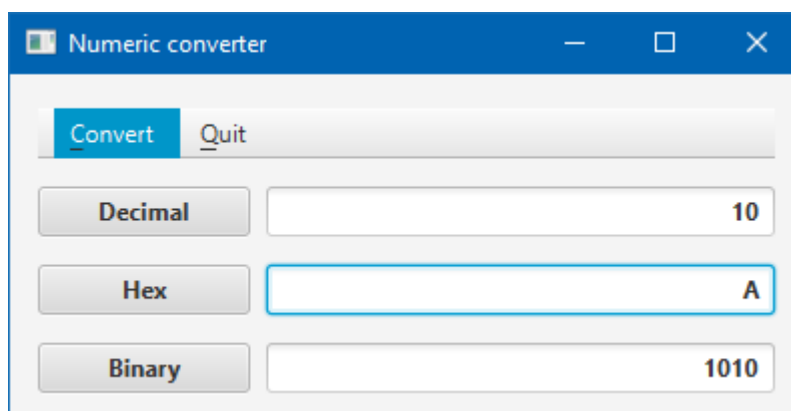 Numeric converter
Convert Quit
Decimal 10
Hex A
Binary 1010